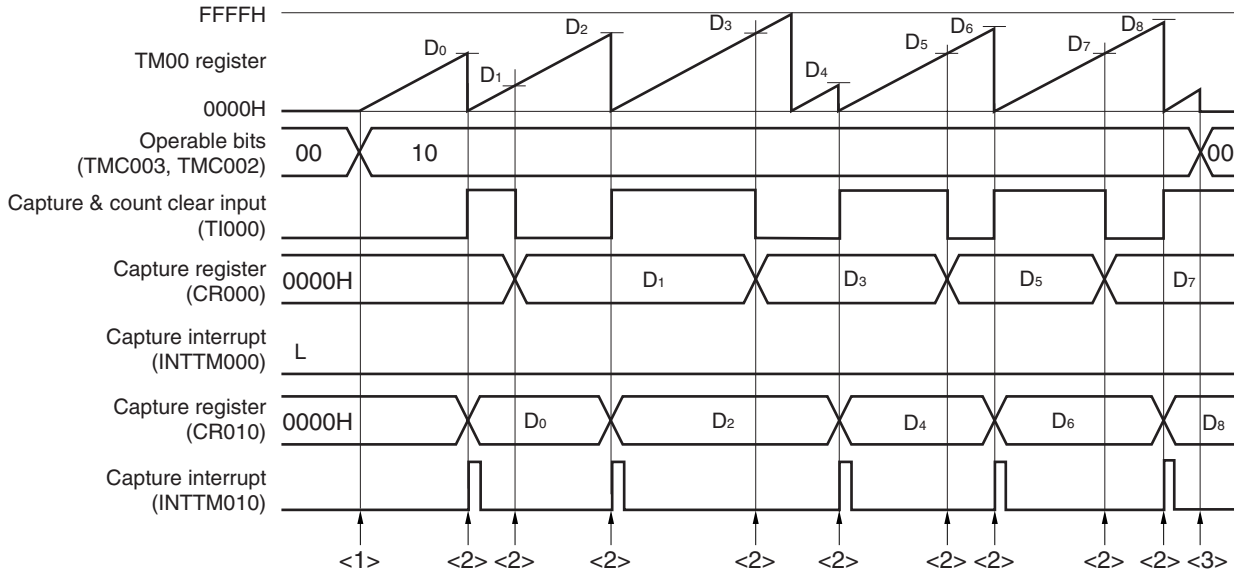 FFFFH
TM00 register
0000H
D0 D1 D2 D3 D4 D5 D6 D7 D8
Operable bits
(TMC003, TMC002)
00 10 00
Capture & count clear input
(TI000)
Capture register
(CR000)
0000H D1 D3 D5 D7
Capture interrupt
(INTTM000)
L
Capture register
(CR010)
0000H D0 D2 D4 D6 D8
Capture interrupt
(INTTM010)
<1> <2> <2> <2> <2> <2> <2> <2> <2> <2> <3>